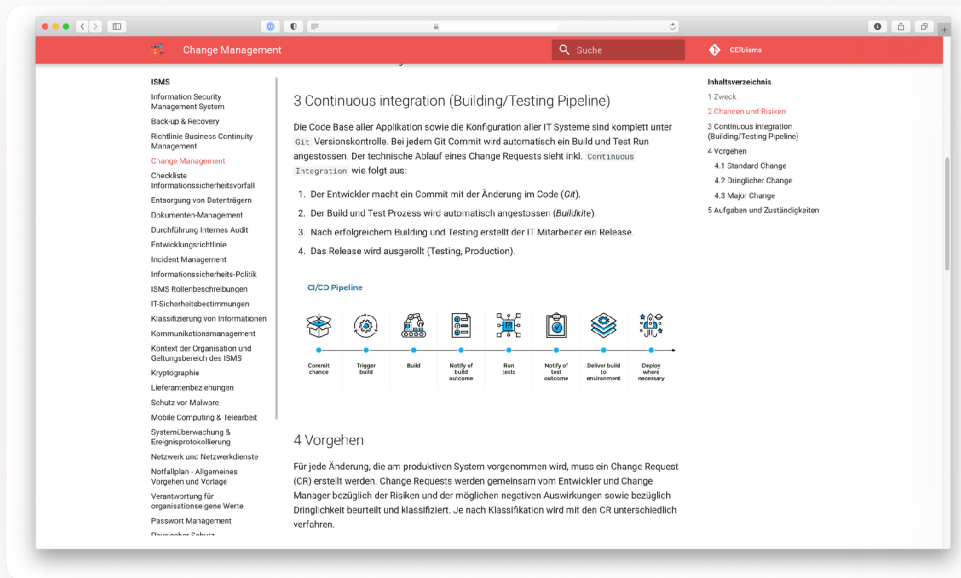 Change Management
Suche
CER/isms
ISMS
Information Security
Management System
Back-up & Recovery
Richtlinie Business Continuity
Management
Change Management
Checkliste
Informationssicherheitsvorfall
Entsorgung von Datenträgern
Dokumenten-Management
Durchführung Internes Audit
Entwicklungsrichtlinie
Incident Management
Informationssicherheits-Politik
ISMS Rollenbeschreibungen
IT-Sicherheitsbestimmungen
Klassifizierung von Informationen
Kommunikationsmanagement
Kontext der Organisation und
Geltungsbereich des ISMS
Kryptographie
Lieferantenbeziehungen
Schutz vor Malware
Mobile Computing & Telearbeit
Systemüberwachung &
Ereignisprotokollierung
Netzwerk und Netzwerkdienste
Notfallplan - Allgemeines
Vorgehen und Vorlage
Verantwortung für
organisationseigene Werte
Passwort Management
3 Continuous integration (Building/Testing Pipeline)
Die Code Base aller Applikation sowie die Konfiguration aller IT Systeme sind komplett unter
Git Versionskontrolle. Bei jedem Git Commit wird automatisch ein Build und Test Run
angestossen. Der technische Ablauf eines Change Requests sieht inkl. Continuous
Integration wie folgt aus:
1. Der Entwickler macht ein Commit mit der Änderung im Code (Git).
2. Der Build und Test Prozess wird automatisch angestossen (Buildkite).
3. Nach erfolgreichem Building und Testing erstellt der IT Mitarbeiter ein Release.
4. Das Release wird ausgerollt (Testing, Production).
CI/CD Pipeline
Commit
change
Trigger
build
Build
Notify of
build
outcome
Run
tests
Notify of
test
outcome
Deliver build
to
environment
Deploy
where
necessary
4 Vorgehen
Für jede Änderung, die am produktiven System vorgenommen wird, muss ein Change Request
(CR) erstellt werden. Change Requests werden gemeinsam vom Entwickler und Change
Manager bezüglich der Risiken und der möglichen negativen Auswirkungen sowie bezüglich
Dringlichkeit beurteilt und klassifiziert. Je nach Klassifikation wird mit den CR unterschiedlich
verfahren.
Inhaltsverzeichnis
1 Zweck
2 Chancen und Risiken
3 Continuous integration
(Building/Testing Pipeline)
4 Vorgehen
4.1 Standard Change
4.2 Dringlicher Change
4.3 Major Change
5 Aufgaben und Zuständigkeiten